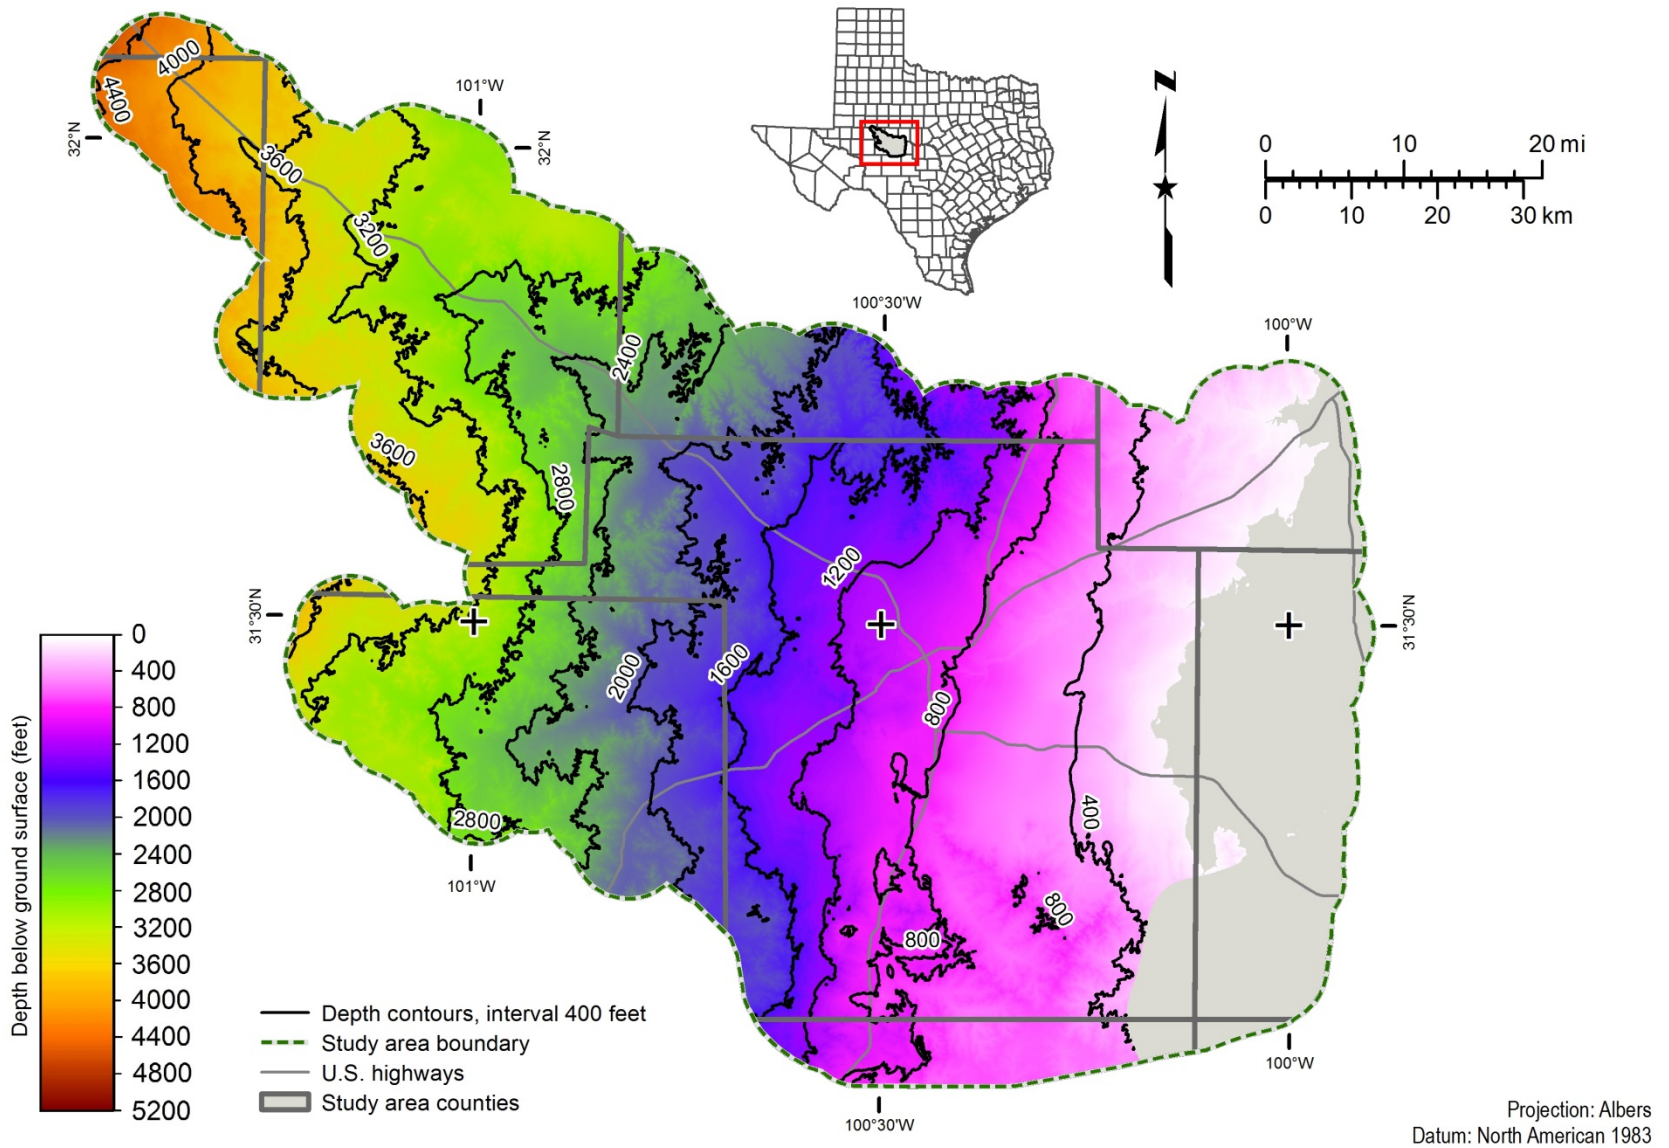 4000
4400
101°W
32°N
32°N
3600
3200
2400
100°30'W
100°W
N
0 10 20 mi
0 10 20 30 km
3600
2800
1200
31°30'N
31°30'N
2000
1600
800
400
2800
101°W
800
800
100°W
100°30'W
Depth below ground surface (feet)
0
400
800
1200
1600
2000
2400
2800
3200
3600
4000
4400
4800
5200
Depth contours, interval 400 feet
Study area boundary
U.S. highways
Study area counties
Projection: Albers
Datum: North American 1983